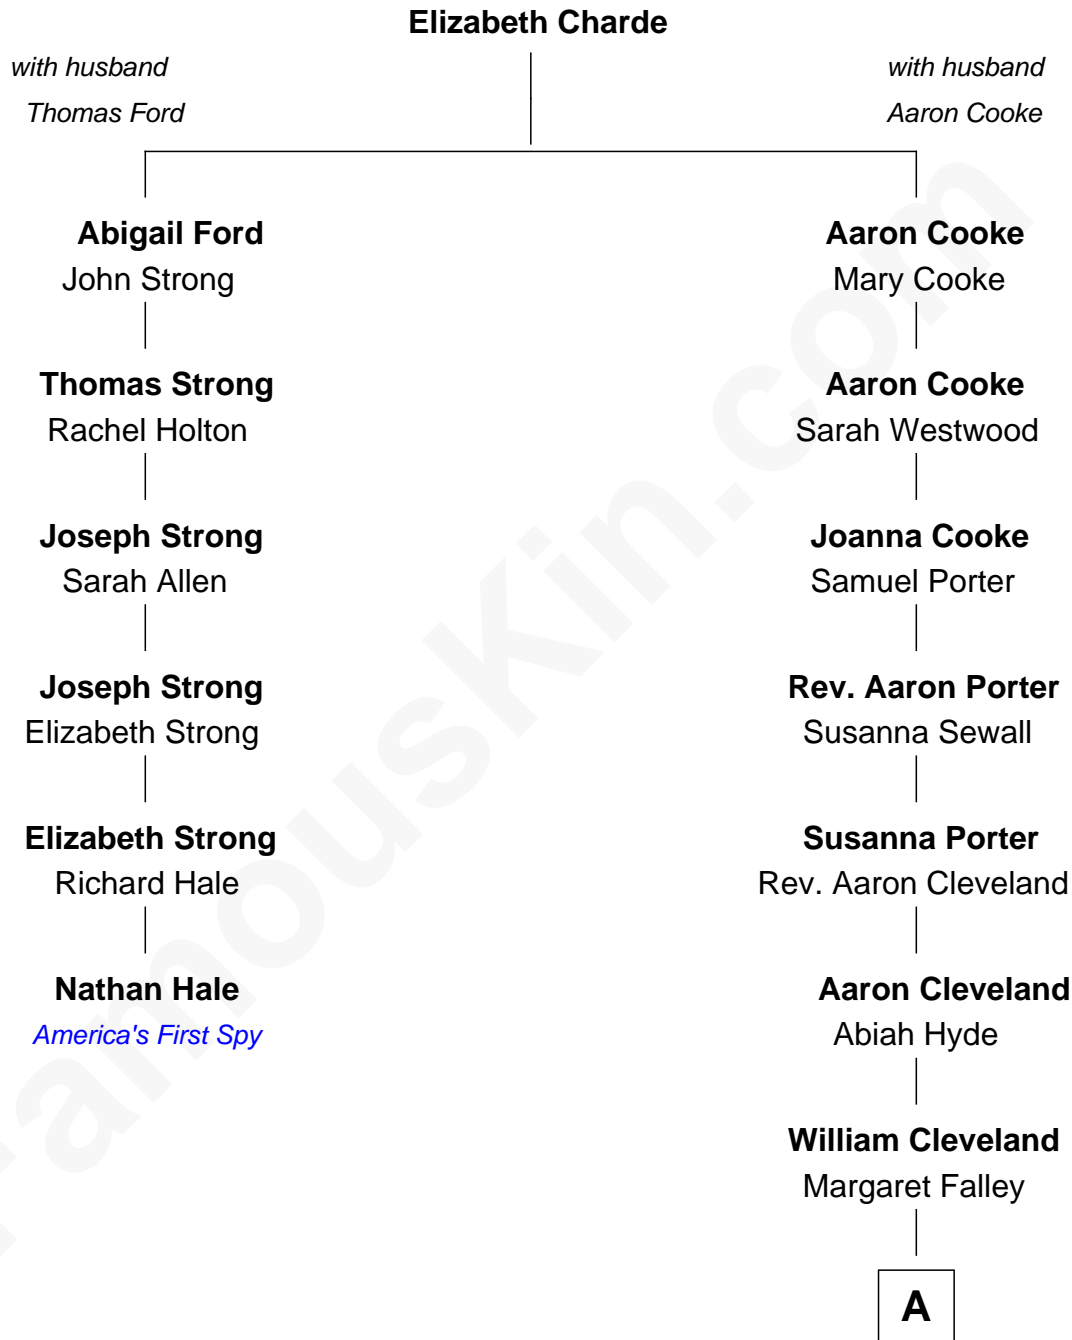 Elizabeth Charde
with husband
Thomas Ford
with husband
Aaron Cooke
Abigail Ford
John Strong
Aaron Cooke
Mary Cooke
Thomas Strong
Rachel Holton
Aaron Cooke
Sarah Westwood
Joseph Strong
Sarah Allen
Joanna Cooke
Samuel Porter
Joseph Strong
Elizabeth Strong
Rev. Aaron Porter
Susanna Sewall
Elizabeth Strong
Richard Hale
Susanna Porter
Rev. Aaron Cleveland
Nathan Hale
America's First Spy
Aaron Cleveland
Abiah Hyde
William Cleveland
Margaret Falley
A
FamousKin.com